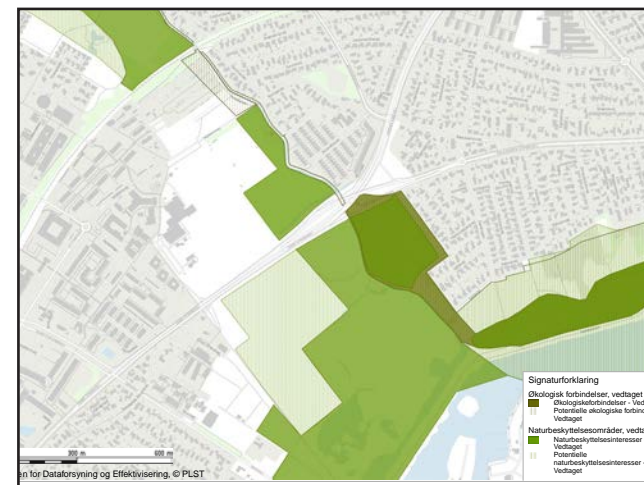 300 m 600 m
en for Dataforsyning og Effektivisering, © PLST
Signaturforklaring
Økologisk forbindelser, vedtaget
Økologiskeforbindelser - Ved
Potentielle økologiske forbind
Vedtaget
Naturbeskyttelsesområder, vedta
Naturbeskyttelsesinteresser
Vedtaget
Potentielle
naturbeskyttelsesinteresser -
Vedtaget